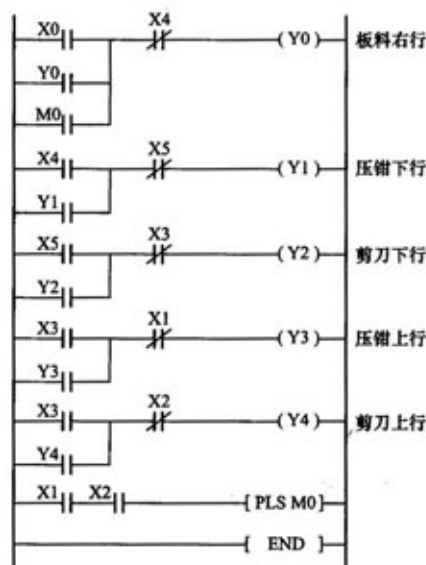 X0 X4 ( Y0 ) 板料右行
Y0
M0
X4 X5 ( Y1 ) 压钳下行
Y1
X5 X3 ( Y2 ) 剪刀下行
Y2
X3 X1 ( Y3 ) 压钳上行
Y3
X3 X2 ( Y4 ) 剪刀上行
Y4
X1 X2 [ PLS M0 ]
[ END ]